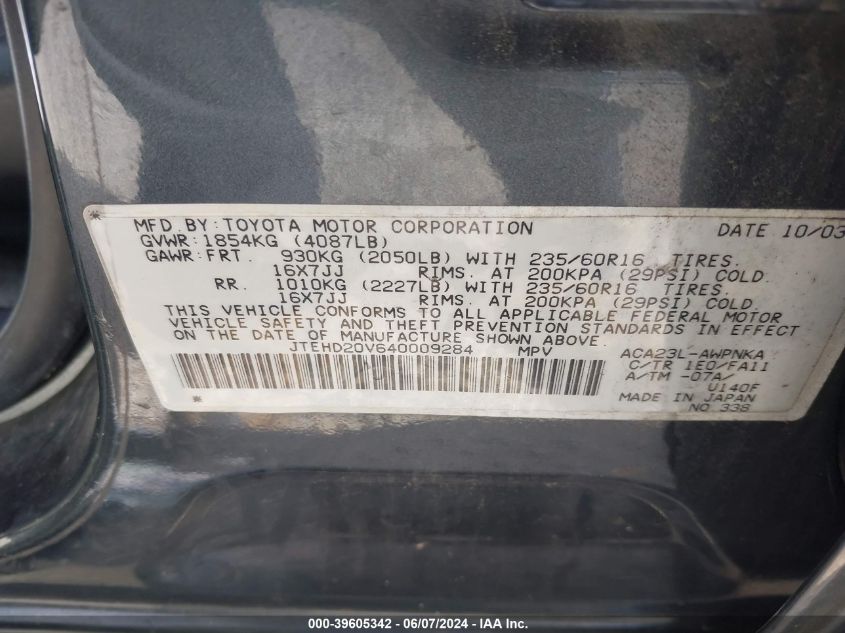 MFD. BY: TOYOTA MOTOR CORPORATION DATE 10/03
GVWR: 1854KG (4087LB)
GAWR: FRT. 930KG (2050LB) WITH 235/60R16 TIRES.
16X7JJ RIMS. AT 200KPA (29PSI) COLD.
RR. 1010KG (2227LB) WITH 235/60R16 TIRES.
16X7JJ RIMS. AT 200KPA (29PSI) COLD.
THIS VEHICLE CONFORMS TO ALL APPLICABLE FEDERAL MOTOR
VEHICLE SAFETY AND THEFT PREVENTION STANDARDS IN EFFECT
ON THE DATE OF MANUFACTURE SHOWN ABOVE.
JTEHD20V640009284 MPV ACA23L-AWPNKA
C/TR 1E0/FA11
A/TM -07A/
U140F
MADE IN JAPAN
NO 338
000-39605342 - 06/07/2024 - IAA Inc.